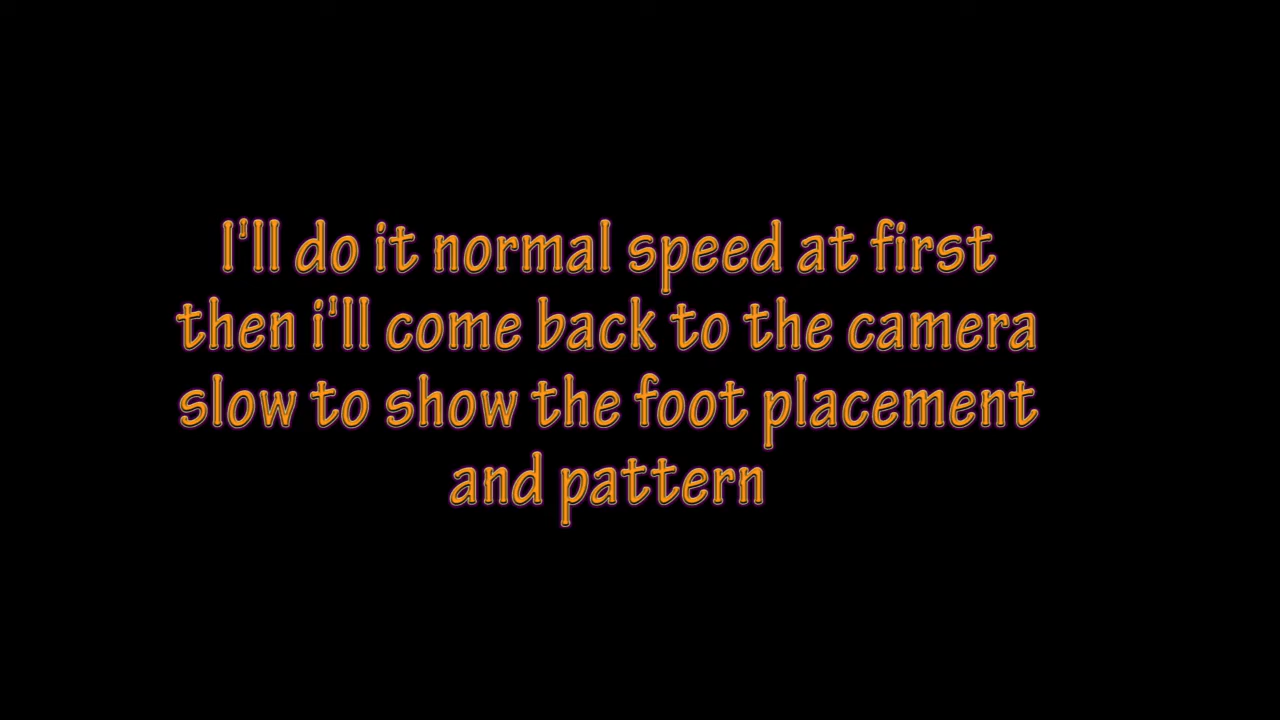 I'll do it normal speed at first
then i'll come back to the camera
slow to show the foot placement
and pattern